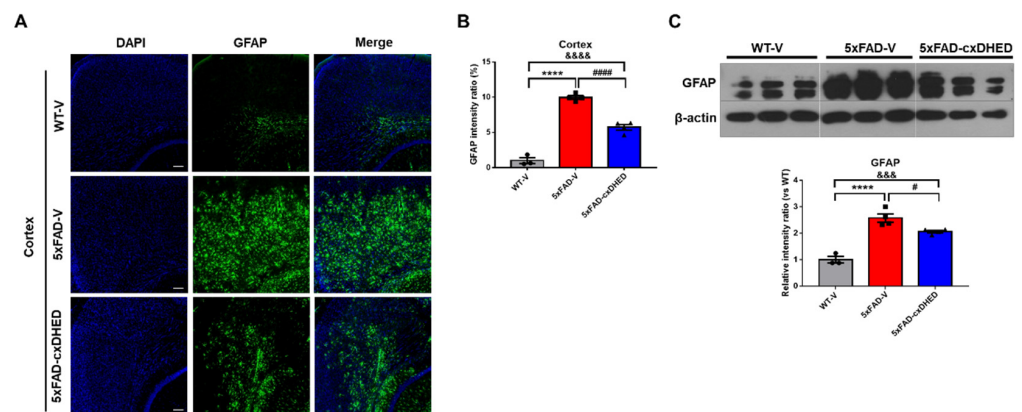 A
DAPI
GFAP
Merge
Cortex
WT-V
5xFAD-V
5xFAD-cxDHED
B
Cortex
&&&&
****
####
GFAP intensity ratio (%)
15
10
5
0
WT-V
5xFAD-V
5xFAD-cxDHED
C
WT-V
5xFAD-V
5xFAD-cxDHED
GFAP
β-actin
GFAP
&&&
****
#
Relative intensity ratio (vs WT)
4
3
2
1
0
WT-V
5xFAD-V
5xFAD-cxDHED